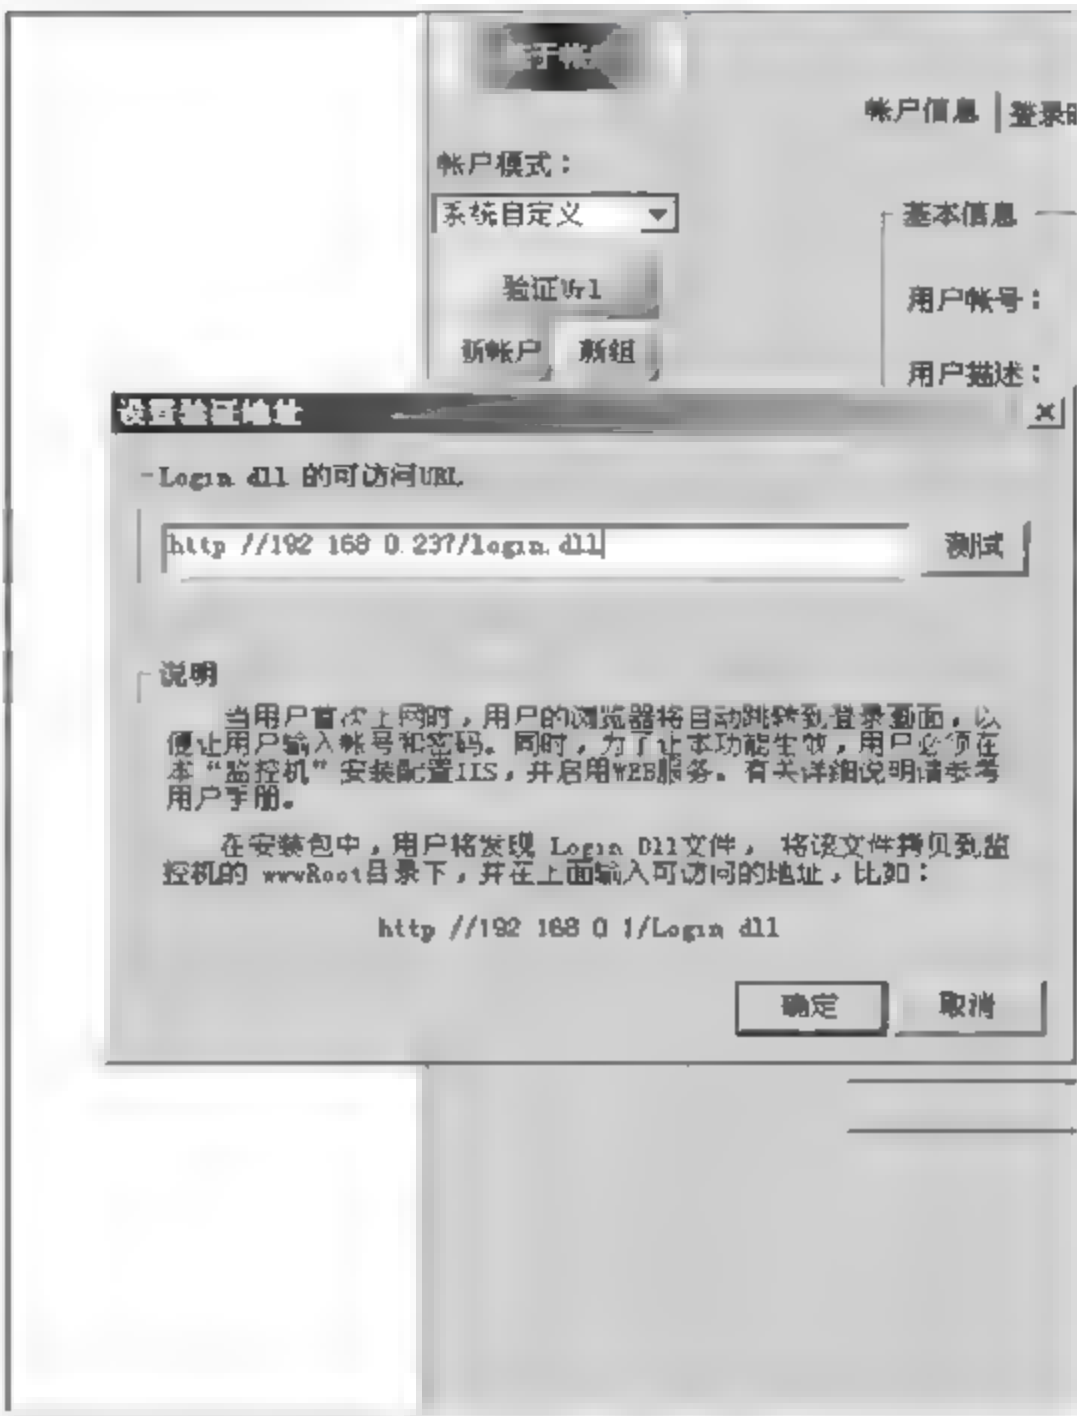 基于帐
帐户信息 登录
帐户模式：
系统自定义
基本信息
验证Url
用户帐号：
新帐户 新组
用户描述：
设置验证地址
Login dll 的可访问URL
http //192 168 0.237/login.dll
测试
说明
当用户首次上网时，用户的浏览器将自动跳转到登录画面，以
便让用户输入帐号和密码。同时，为了让本功能生效，用户必须在
本“监控机”安装配置IIS，并启用WEB服务。有关详细说明请参考
用户手册。
在安装包中，用户将发现 Login Dll文件， 将该文件拷贝到监
控机的 wwwRoot目录下，并在上面输入可访问的地址，比如：
http //192 168 0 1/Login dll
确定 取消